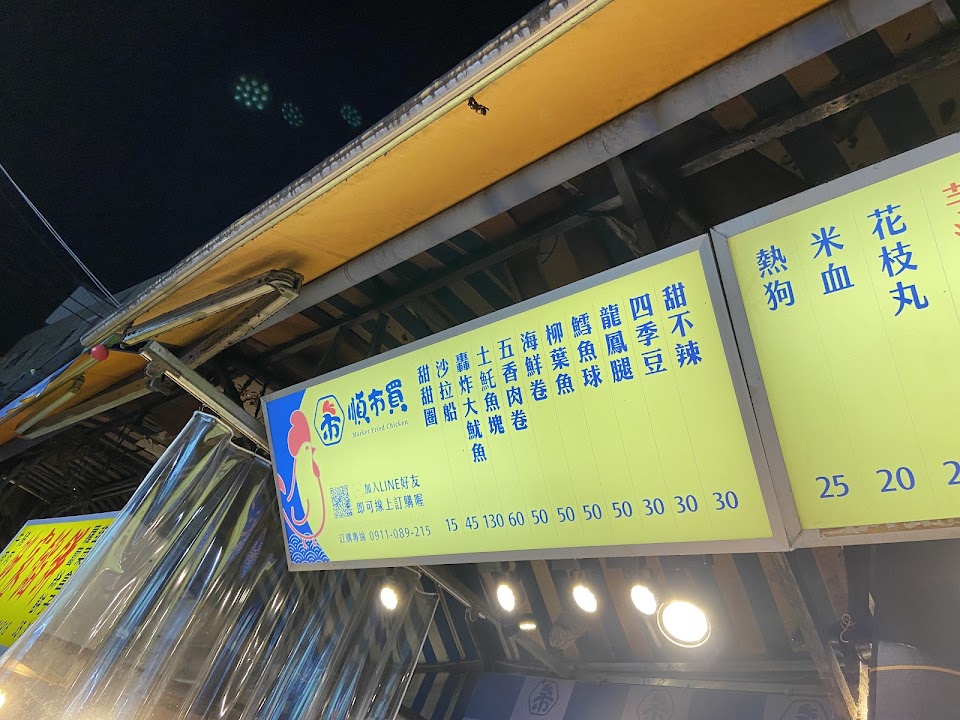 市
順市買
Market Fried Chicken
加入LINE好友
即可線上訂購喔
訂購專線 0911-089-215
甜甜圈
沙拉船
轟炸大魷魚
土魠魚塊
五香肉卷
海鮮卷
柳葉魚
鱈魚球
龍鳳腿
四季豆
甜不辣
15 45 130 60 50 50 50 50 30 30 30
熱狗
米血
花枝丸
25 20